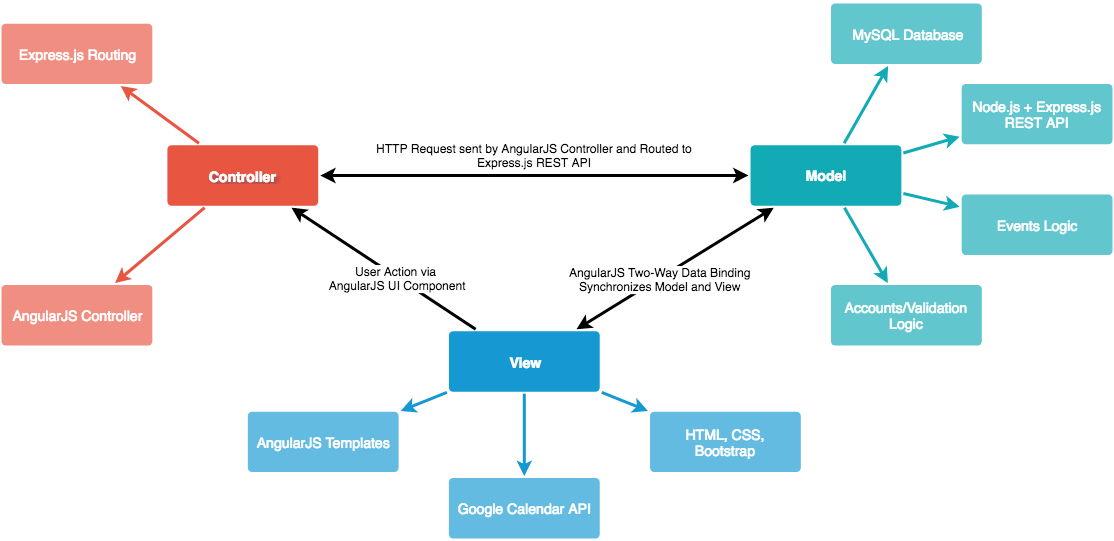 MySQL Database
Express.js Routing
Node.js + Express.js
REST API
HTTP Request sent by AngularJS Controller and Routed to
Express.js REST API
Controller
Model
Events Logic
User Action via
AngularJS UI Component
AngularJS Two-Way Data Binding
Synchronizes Model and View
AngularJS Controller
Accounts/Validation
Logic
View
AngularJS Templates
HTML, CSS,
Bootstrap
Google Calendar API